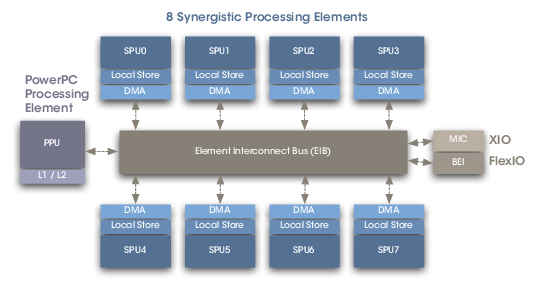 8 Synergistic Processing Elements
SPU0 SPU1 SPU2 SPU3
Local Store Local Store Local Store Local Store
DMA DMA DMA DMA
PowerPC
Processing
Element
PPU
L1 / L2
Element Interconnect Bus (EIB)
MIC XIO
BEI FlexIO
DMA DMA DMA DMA
Local Store Local Store Local Store Local Store
SPU4 SPU5 SPU6 SPU7